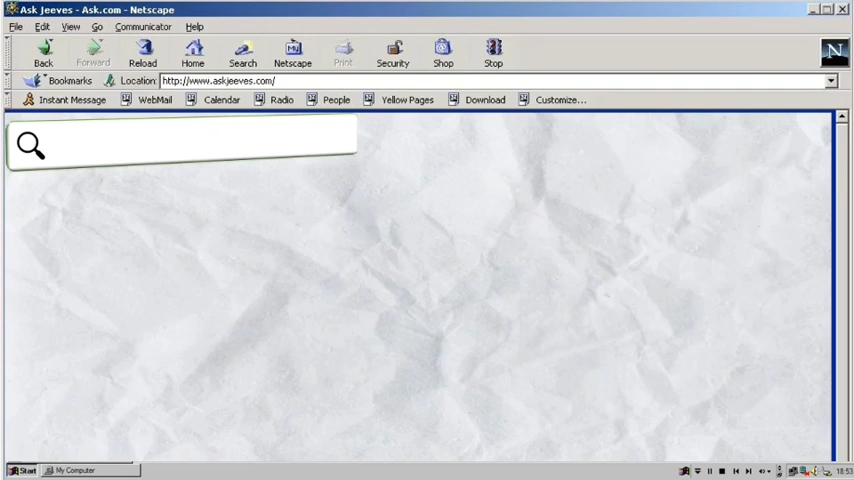 Ask Jeeves - Ask.com - Netscape
File Edit View Go Communicator Help
Back Forward Reload Home Search Netscape Print Security Shop Stop
N
Bookmarks Location: http://www.askjeeves.com/
Instant Message WebMail Calendar Radio People Yellow Pages Download Customize...
Start My Computer 18:53